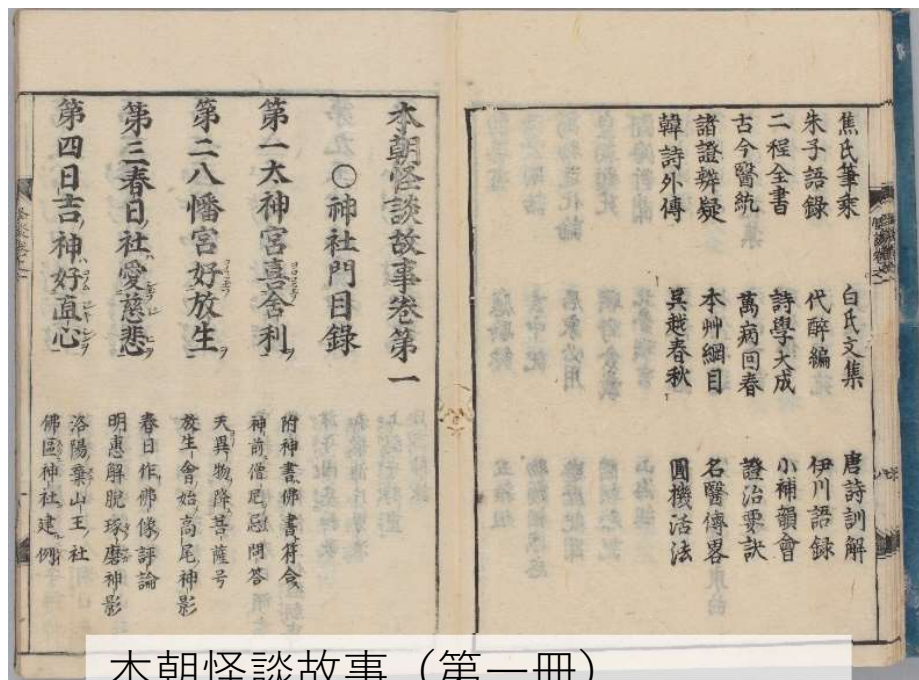 焦氏筆乘　白氏文集　唐詩訓解
朱子語錄　代醉編　伊川語録
二程全書　詩學大成　小補韻會
古今醫統　萬病回春　證治要訣
諸證辨疑　本艸綱目　名醫傳畧
韓詩外傳　吳越春秋　圓機活法
本朝怪談故事卷第一
○神社門目錄
第一太神宮喜舍利
附神書佛書符合
神前僧尼忌問答
第二八幡宮好放生
天異物降菩薩号
放生會始高尾神影
第三春日社愛慈悲
春日作佛像評論
明惠解脫琢磨神影
第四日吉神好直心
洛陽棄山王社
佛區神社建例
本朝怪談故事（第一冊）